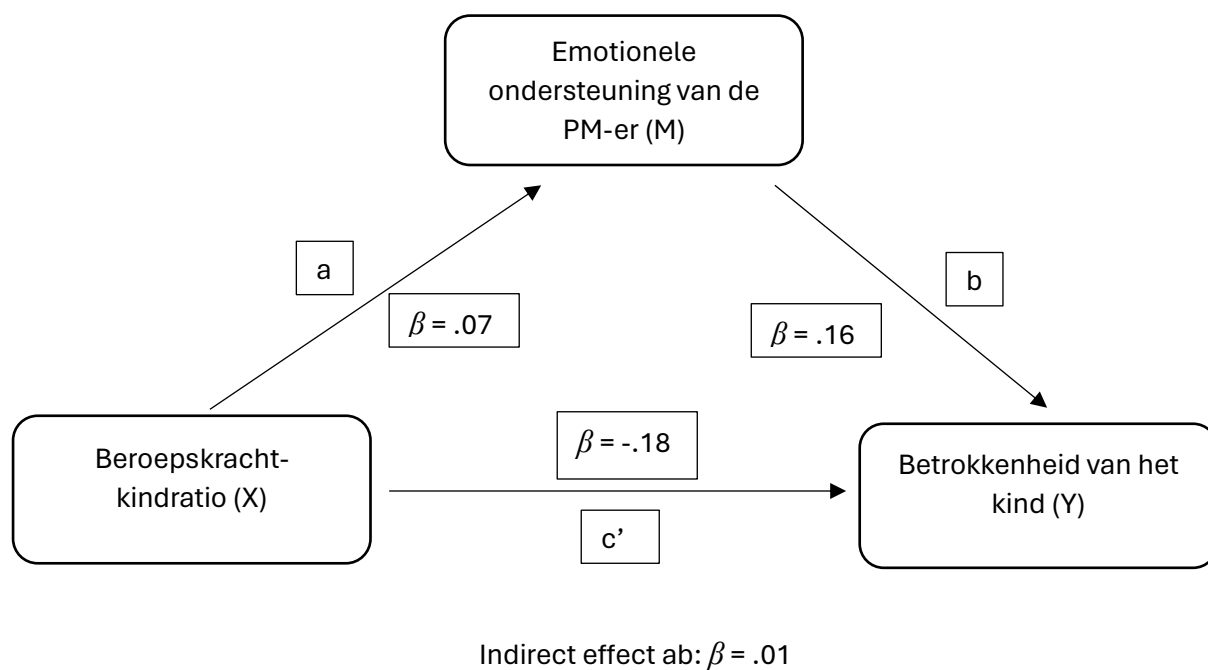 Emotionele
ondersteuning van de
PM-er (M)
a
b
β = .07
β = .16
Beroepskracht-
kindratio (X)
β = -.18
Betrokkenheid van het
kind (Y)
c’
Indirect effect ab: β = .01